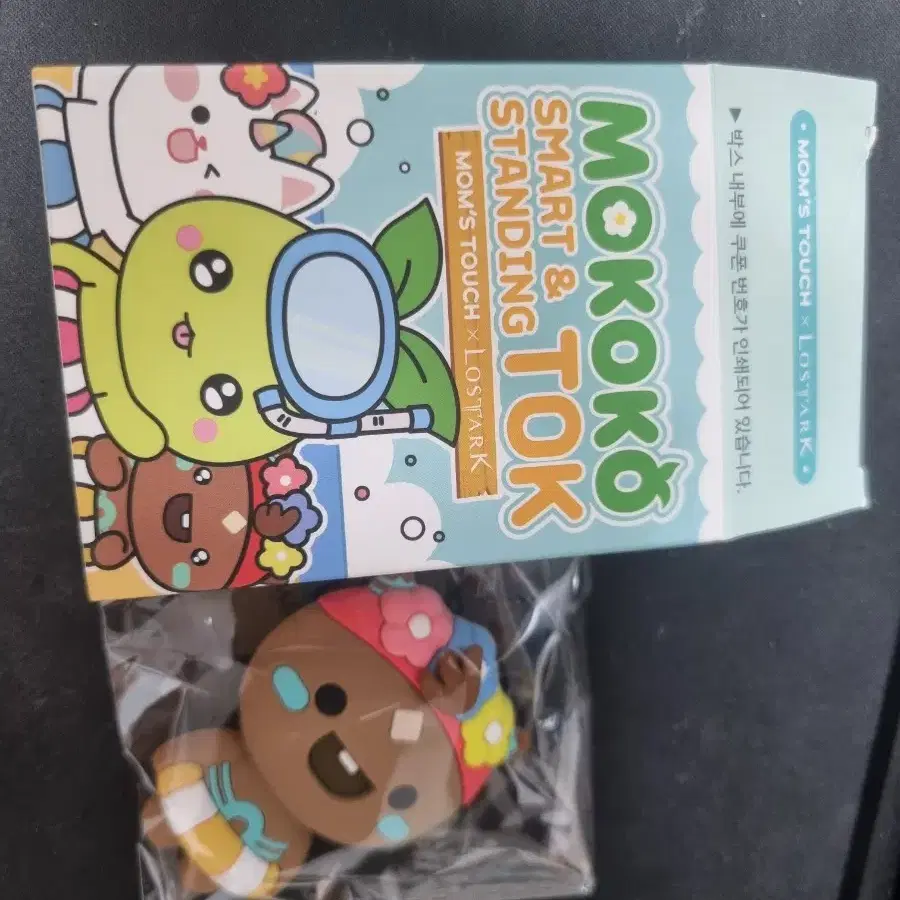 • MOM'S TOUCH × LOSTARK •
▶ 박스 내부에 쿠폰 번호가 인쇄되어 있습니다.
MOKOKO
SMART &
STANDING TOK
MOM'S TOUCH × LOSTARK